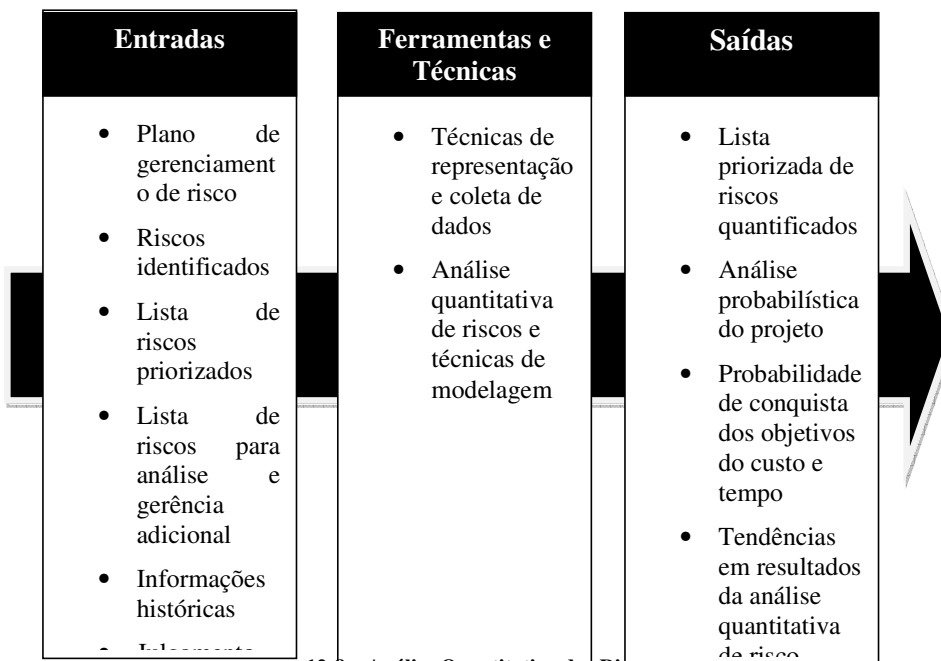 Entradas
• Plano de
gerenciament
o de risco
• Riscos
identificados
• Lista de
riscos
priorizados
• Lista de
riscos para
análise e
gerência
adicional
• Informações
históricas
Ferramentas e
Técnicas
• Técnicas de
representação
e coleta de
dados
• Análise
quantitativa
de riscos e
técnicas de
modelagem
Saídas
• Lista
priorizada de
riscos
quantificados
• Análise
probabilística
do projeto
• Probabilidade
de conquista
dos objetivos
do custo e
tempo
• Tendências
em resultados
da análise
quantitativa
de risco